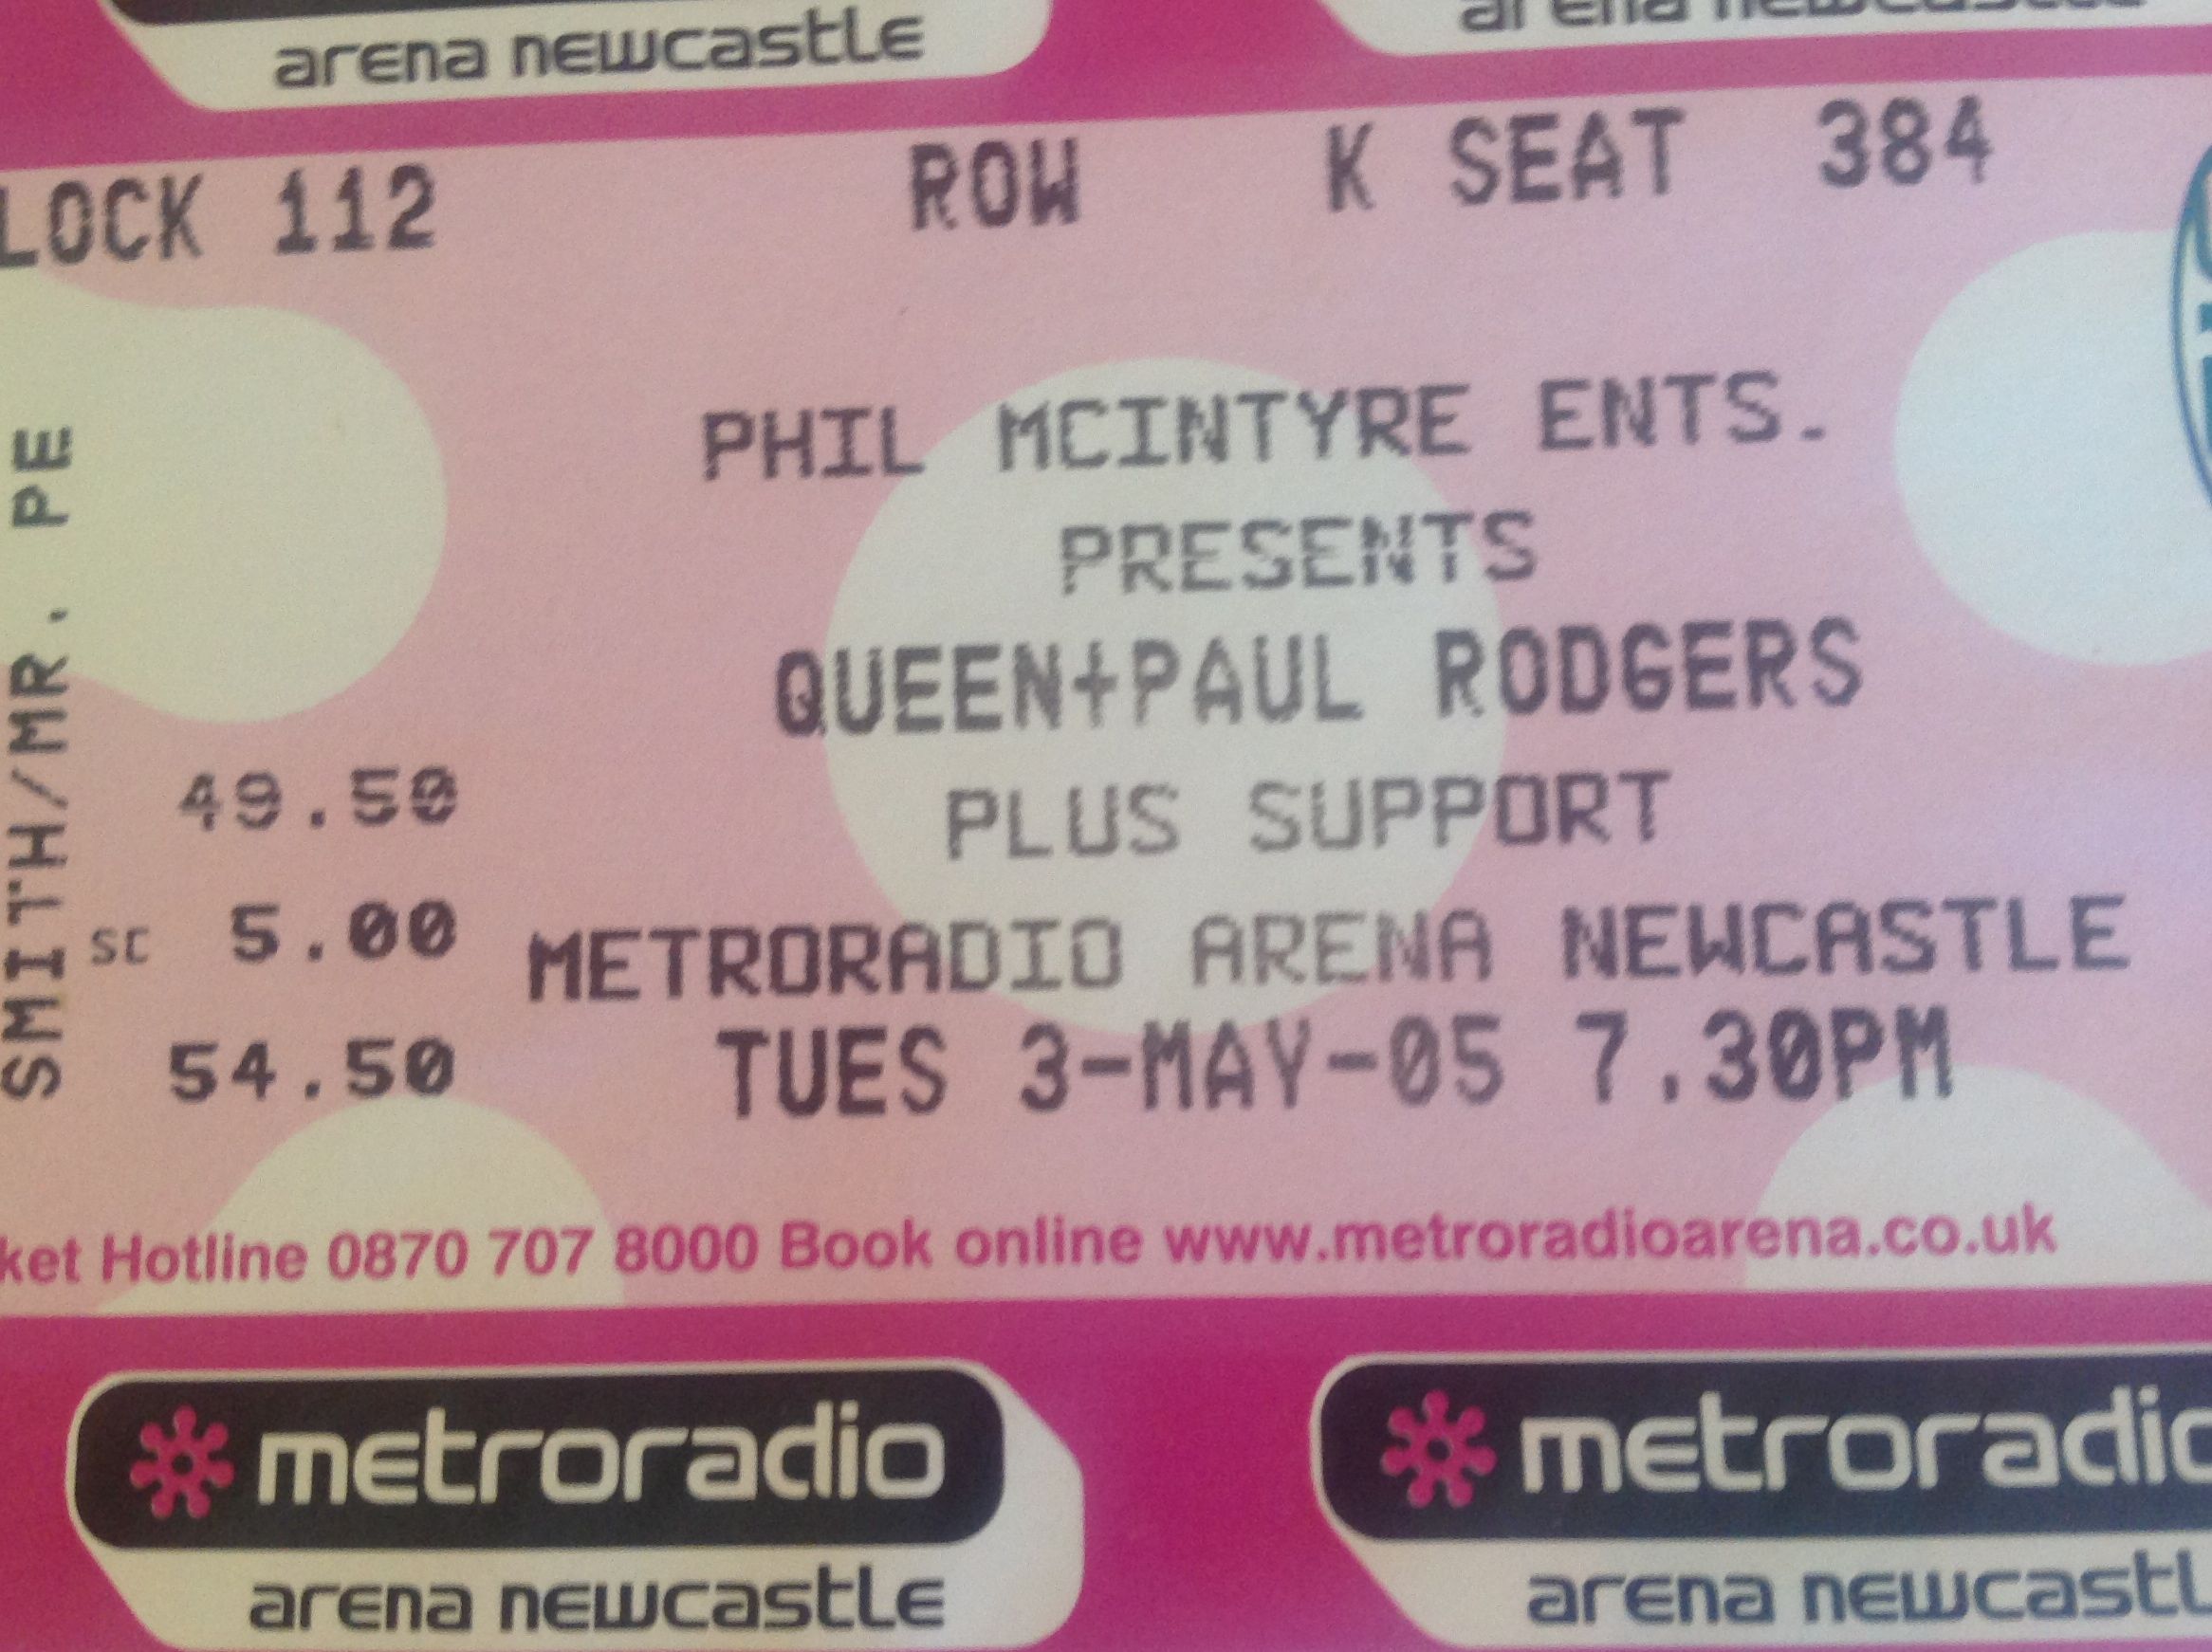 arena newcastle
arena newcastle
LOCK 112 ROW K SEAT 384
PHIL MCINTYRE ENTS.
PRESENTS
QUEEN+PAUL RODGERS
PLUS SUPPORT
METRORADIO ARENA NEWCASTLE
TUES 3-MAY-05 7.30PM
49.50
SC 5.00
54.50
SMITH/MR. PE
ket Hotline 0870 707 8000 Book online www.metroradioarena.co.uk
metroradio
arena newcastle
metroradio
arena newcastl